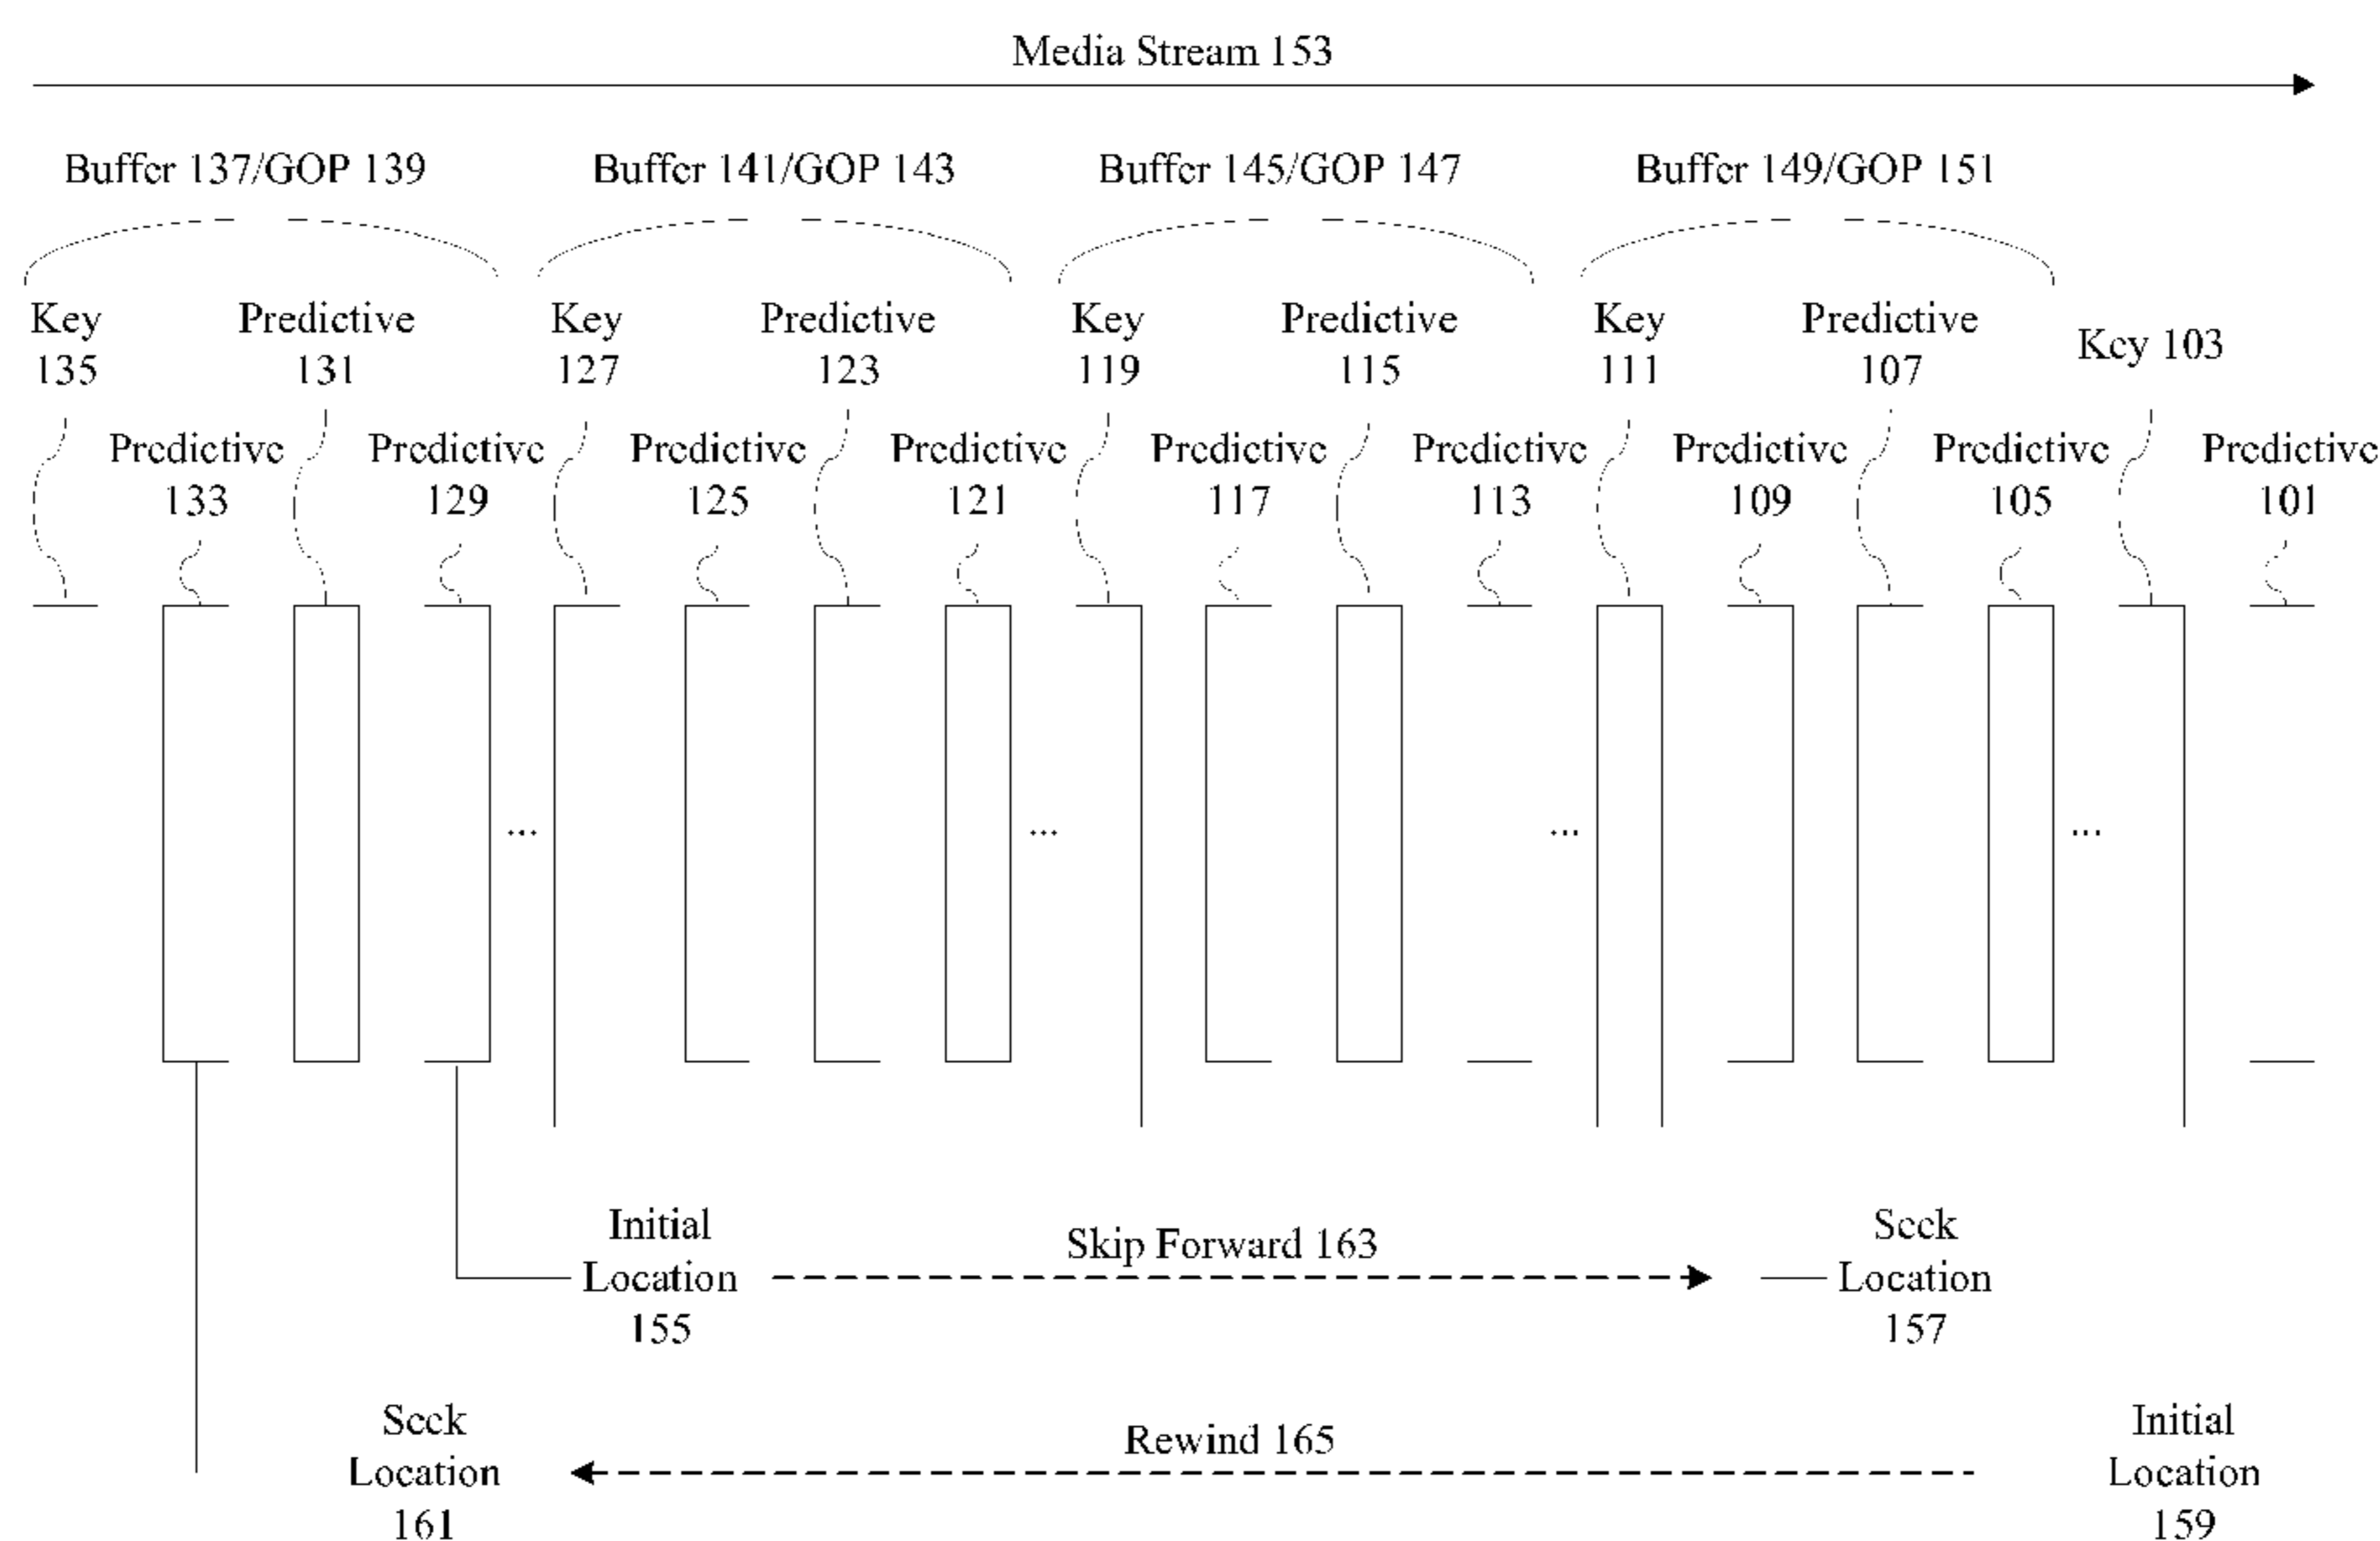 Media Stream 153
Buffer 137/GOP 139 Buffer 141/GOP 143 Buffer 145/GOP 147 Buffer 149/GOP 151
Key Predictive Key Predictive Key Predictive Key Predictive
135 131 127 123 119 115 111 107
Key 103
Predictive Predictive Predictive Predictive Predictive Predictive Predictive Predictive Predictive
133 129 125 121 117 113 109 105 101
... ... ... ...
Initial
Location
155
Skip Forward 163
Seek
Location
157
Seek
Location
161
Rewind 165
Initial
Location
159